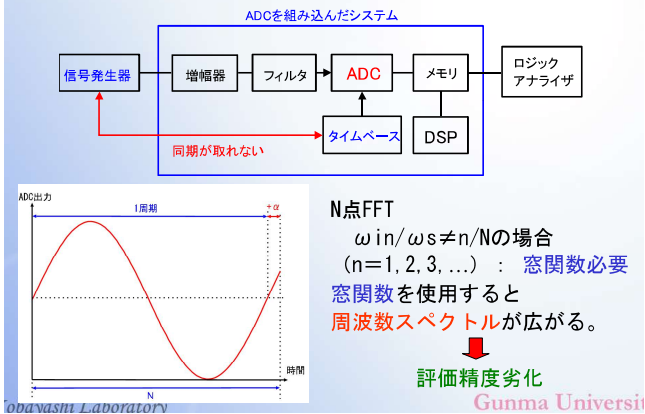 ADCを組み込んだシステム
信号発生器
増幅器
フィルタ
ADC
メモリ
ロジック
アナライザ
タイムベース
DSP
同期が取れない
ADC出力
1周期
+α
時間
N
N点FFT
ωin/ωs≠n/Nの場合
(n=1,2,3,...) : 窓関数必要
窓関数を使用すると
周波数スペクトルが広がる。
評価精度劣化
obayashi Laboratory
Gunma Universit